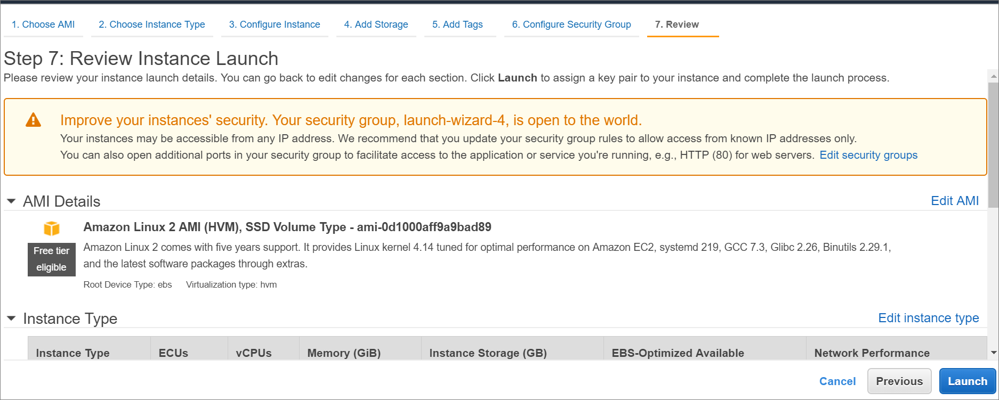 1. Choose AMI 2. Choose Instance Type 3. Configure Instance 4. Add Storage 5. Add Tags 6. Configure Security Group 7. Review
Step 7: Review Instance Launch
Please review your instance launch details. You can go back to edit changes for each section. Click Launch to assign a key pair to your instance and complete the launch process.
Improve your instances' security. Your security group, launch-wizard-4, is open to the world.
Your instances may be accessible from any IP address. We recommend that you update your security group rules to allow access from known IP addresses only.
You can also open additional ports in your security group to facilitate access to the application or service you're running, e.g., HTTP (80) for web servers. Edit security groups
AMI Details Edit AMI
Amazon Linux 2 AMI (HVM), SSD Volume Type - ami-0d1000aff9a9bad89
Free tier
eligible
Amazon Linux 2 comes with five years support. It provides Linux kernel 4.14 tuned for optimal performance on Amazon EC2, systemd 219, GCC 7.3, Glibc 2.26, Binutils 2.29.1,
and the latest software packages through extras.
Root Device Type: ebs Virtualization type: hvm
Instance Type Edit instance type
Instance Type ECUs vCPUs Memory (GiB) Instance Storage (GB) EBS-Optimized Available Network Performance
Cancel Previous Launch